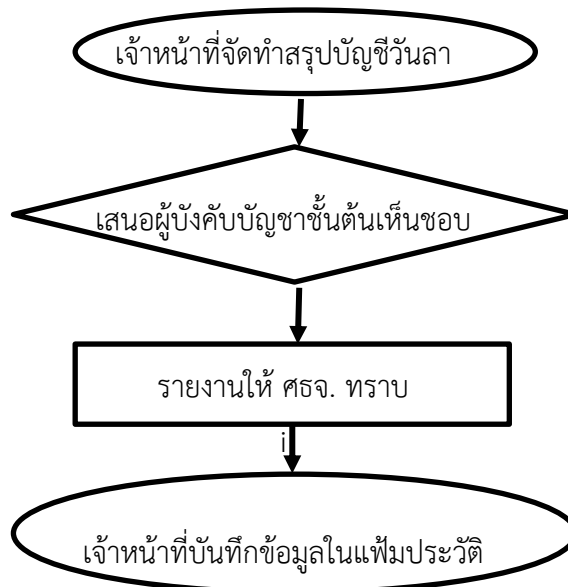 เจ้าหน้าที่จัดทำสรุปบัญชีวันลา
เสนอผู้บังคับบัญชาชั้นต้นเห็นชอบ
รายงานให้ ศธจ. ทราบ
i
เจ้าหน้าที่บันทึกข้อมูลในแฟ้มประวัติ